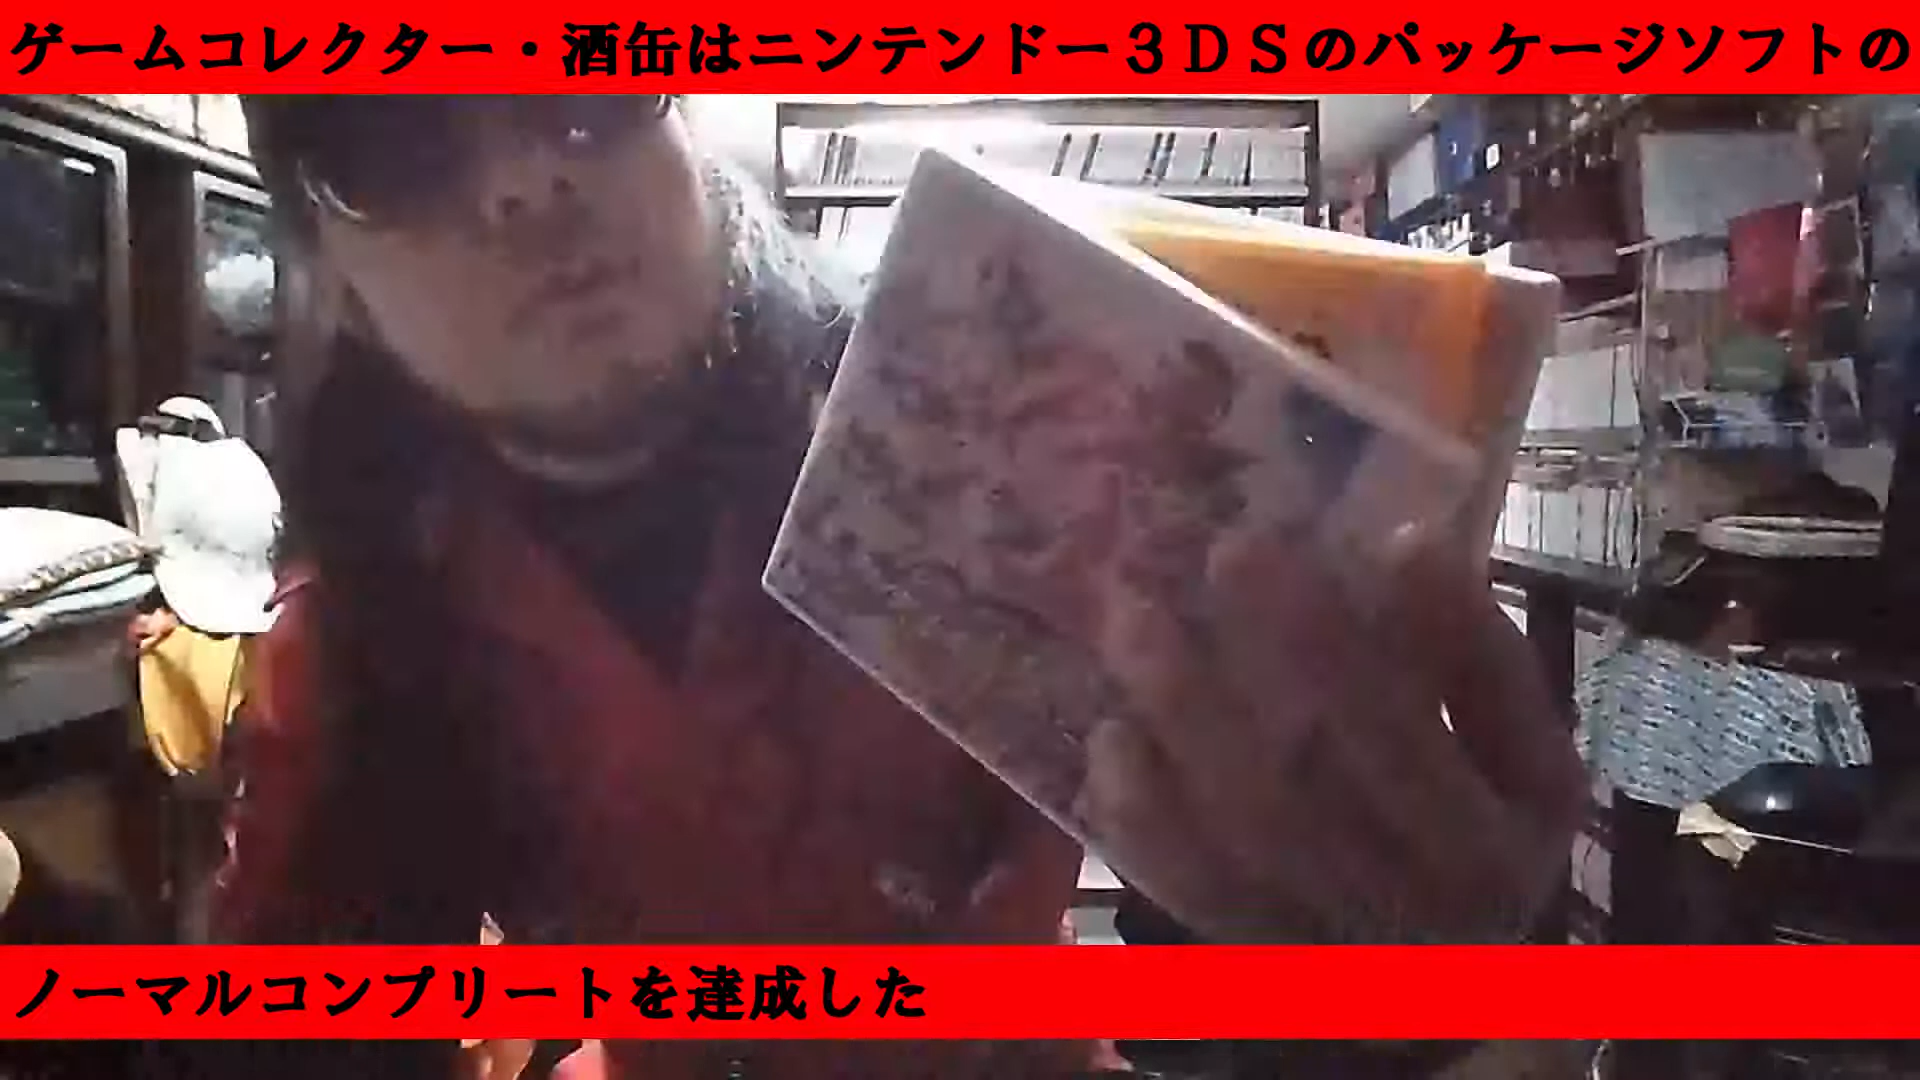 ゲームコレクター・酒缶はニンテンドー３ＤＳのパッケージソフトの
ノーマルコンプリートを達成した